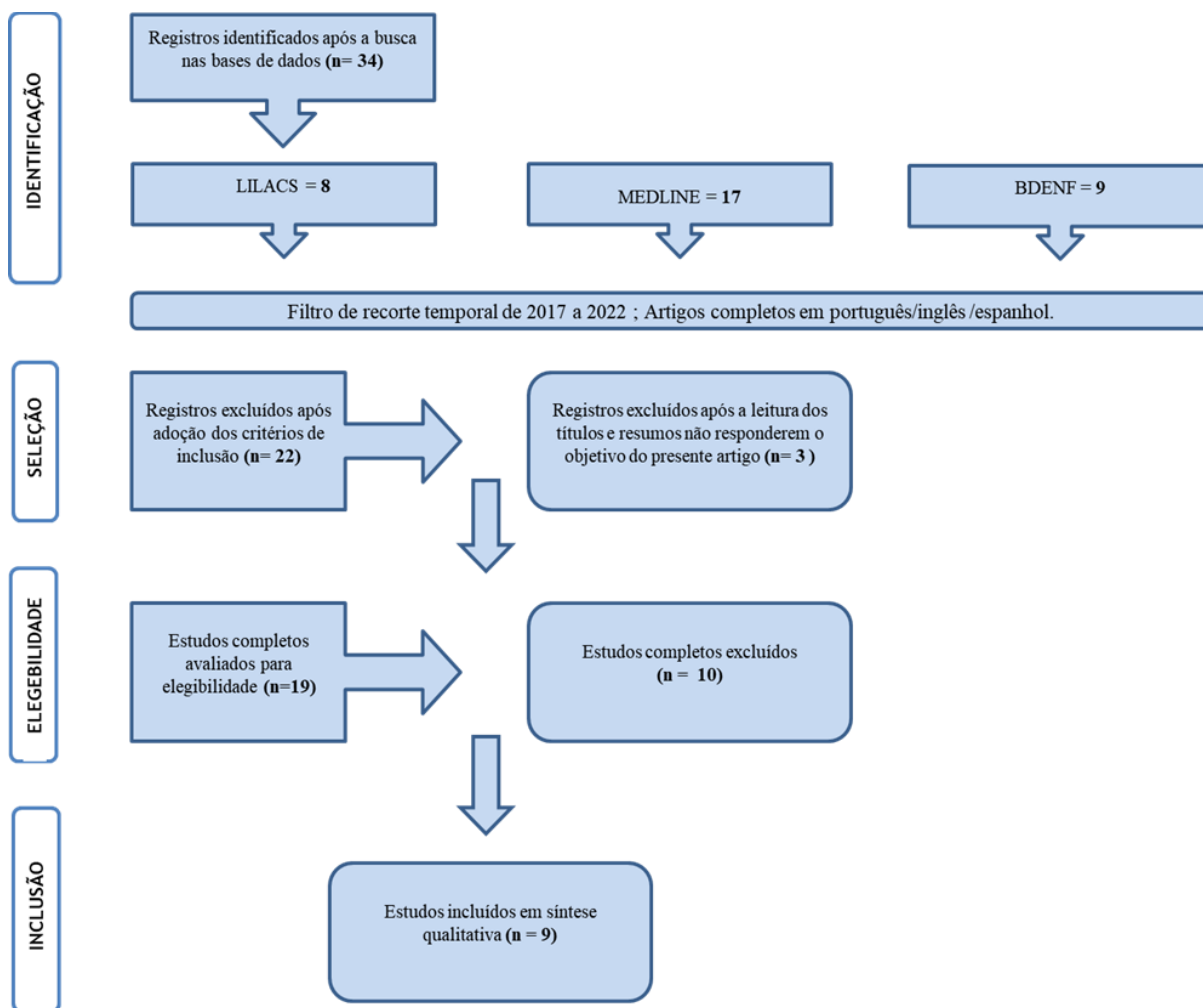 IDENTIFICAÇÃO
Registros identificados após a busca
nas bases de dados (n= 34)
LILACS = 8
MEDLINE = 17
BDENF = 9
Filtro de recorte temporal de 2017 a 2022 ; Artigos completos em português/inglês /espanhol.
SELEÇÃO
Registros excluídos após
adoção dos critérios de
inclusão (n= 22)
Registros excluídos após a leitura dos
títulos e resumos não responderem o
objetivo do presente artigo (n= 3 )
ELEGEBILIDADE
Estudos completos
avaliados para
elegibilidade (n=19)
Estudos completos excluídos
(n = 10)
INCLUSÃO
Estudos incluídos em síntese
qualitativa (n = 9)